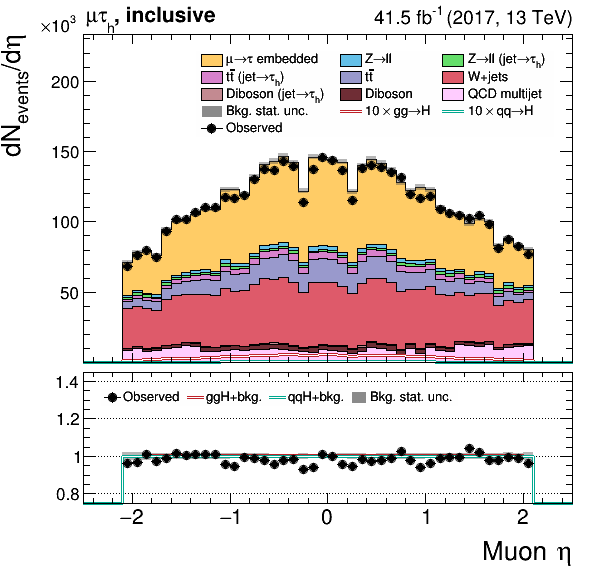 ×10³ μτₕ, inclusive 41.5 fb⁻¹ (2017, 13 TeV)
dN_events/dη
μ→τ embedded Z→ll Z→ll (jet→τₕ)
tt̄ (jet→τₕ) tt̄ W+jets
Diboson (jet→τₕ) Diboson QCD multijet
Bkg. stat. unc. 10 × gg→H 10 × qq→H
Observed
200
150
100
50
1.4
Observed ggH+bkg. qqH+bkg. Bkg. stat. unc.
1.2
1
0.8
−2 −1 0 1 2
Muon η